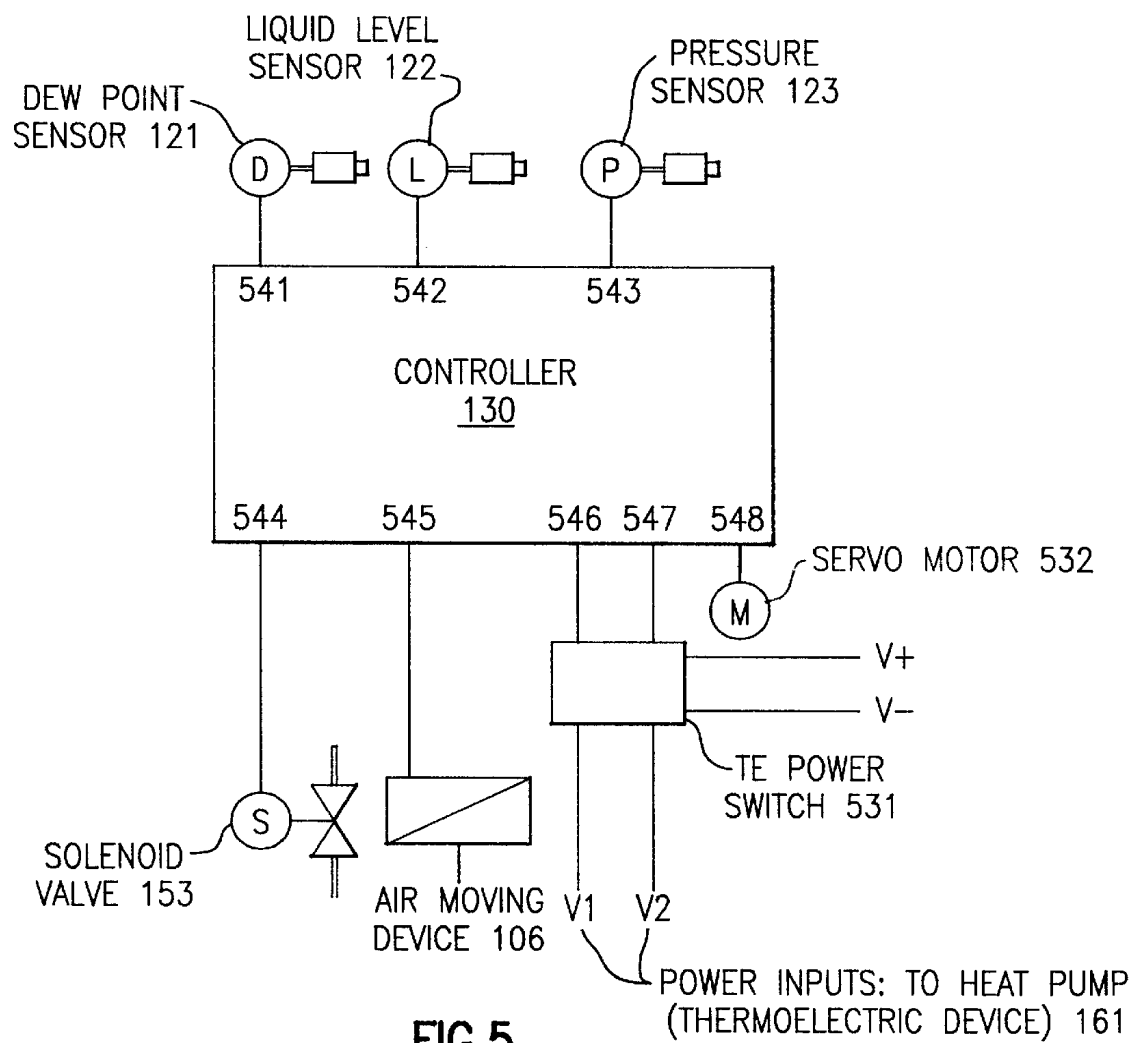 LIQUID LEVEL
SENSOR 122
PRESSURE
SENSOR 123
DEW POINT
SENSOR 121
D
L
P
541
542
543
CONTROLLER
130
544
545
546
547
548
SERVO MOTOR 532
M
V+
V-
TE POWER
SWITCH 531
S
SOLENOID
VALVE 153
AIR MOVING
DEVICE 106
V1
V2
POWER INPUTS: TO HEAT PUMP
(THERMOELECTRIC DEVICE) 161
FIG.5